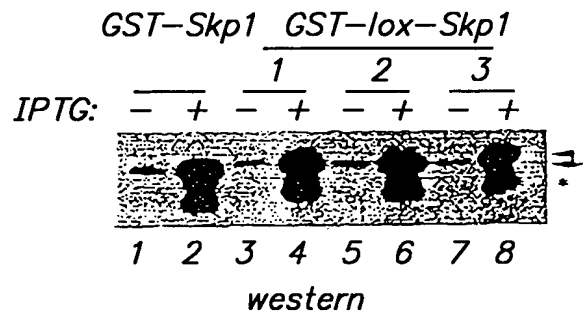 GST-Skp1 GST-lox-Skp1
1 2 3
IPTG: - + - + - + - +
*
1 2 3 4 5 6 7 8
western